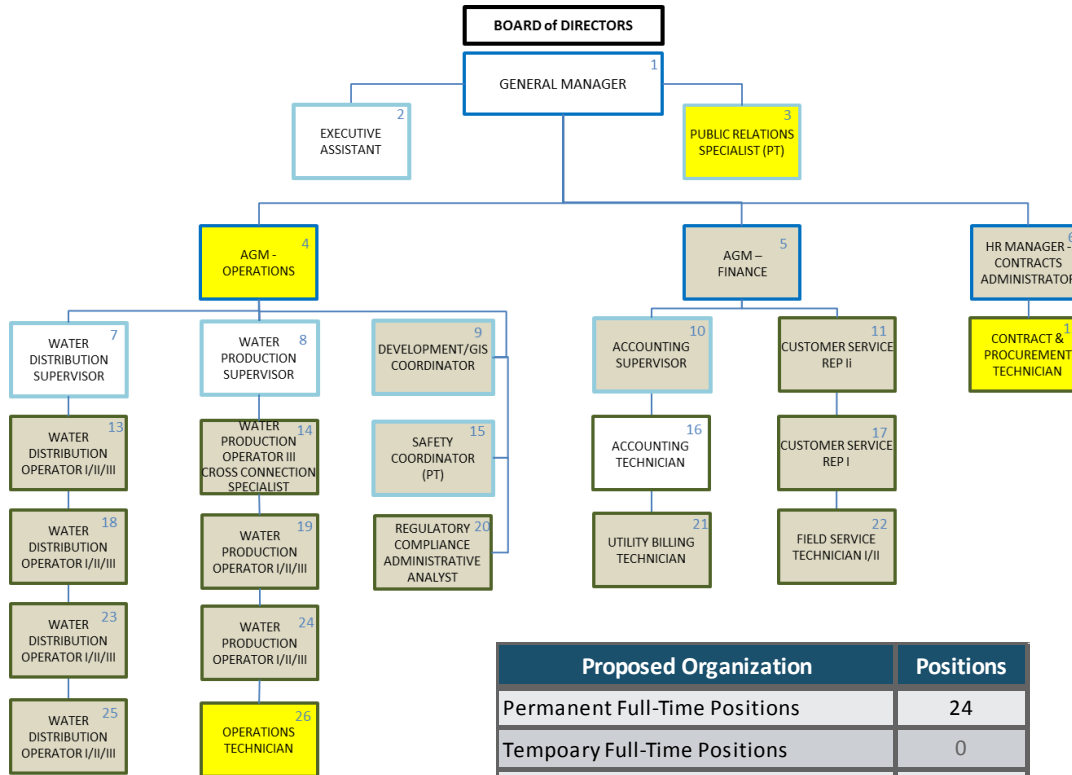 BOARD of DIRECTORS
1
GENERAL MANAGER
2
EXECUTIVE
ASSISTANT
3
PUBLIC RELATIONS
SPECIALIST (PT)
4
AGM -
OPERATIONS
5
AGM –
FINANCE
6
HR MANAGER -
CONTRACTS
ADMINISTRATOR
7
WATER
DISTRIBUTION
SUPERVISOR
8
WATER
PRODUCTION
SUPERVISOR
9
DEVELOPMENT/GIS
COORDINATOR
10
ACCOUNTING
SUPERVISOR
11
CUSTOMER SERVICE
REP Ii
CONTRACT &
PROCUREMENT
TECHNICIAN
13
WATER
DISTRIBUTION
OPERATOR I/II/III
14
WATER
PRODUCTION
OPERATOR III
CROSS CONNECTION
SPECIALIST
15
SAFETY
COORDINATOR
(PT)
16
ACCOUNTING
TECHNICIAN
17
CUSTOMER SERVICE
REP I
18
WATER
DISTRIBUTION
OPERATOR I/II/III
19
WATER
PRODUCTION
OPERATOR I/II/III
20
REGULATORY
COMPLIANCE
ADMINISTRATIVE
ANALYST
21
UTILITY BILLING
TECHNICIAN
22
FIELD SERVICE
TECHNICIAN I/II
23
WATER
DISTRIBUTION
OPERATOR I/II/III
24
WATER
PRODUCTION
OPERATOR I/II/III
25
WATER
DISTRIBUTION
OPERATOR I/II/III
26
OPERATIONS
TECHNICIAN
Proposed Organization Positions
Permanent Full-Time Positions 24
Tempoary Full-Time Positions 0